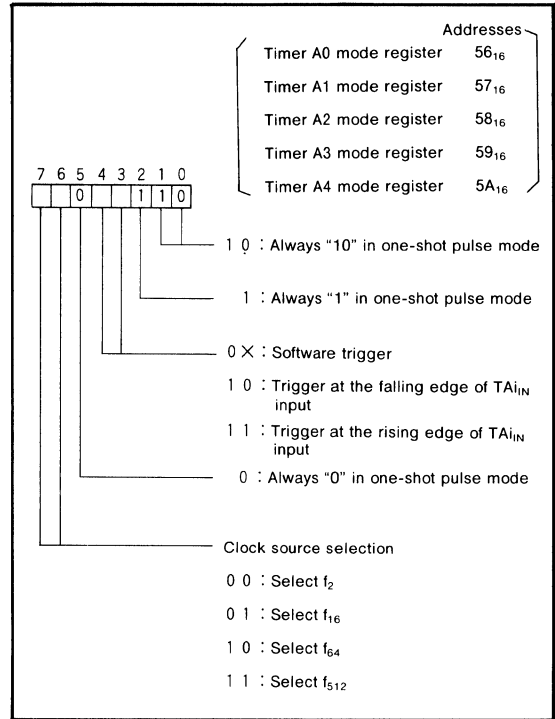 Addresses
Timer A0 mode register 56₁₆
Timer A1 mode register 57₁₆
Timer A2 mode register 58₁₆
Timer A3 mode register 59₁₆
Timer A4 mode register 5A₁₆
7 6 5 4 3 2 1 0
0 1 1 0
1 0 : Always “10” in one-shot pulse mode
1 : Always “1” in one-shot pulse mode
0 X : Software trigger
1 0 : Trigger at the falling edge of TAiIN
input
1 1 : Trigger at the rising edge of TAiIN
input
0 : Always “0” in one-shot pulse mode
Clock source selection
0 0 : Select f₂
0 1 : Select f₁₆
1 0 : Select f₆₄
1 1 : Select f₅₁₂